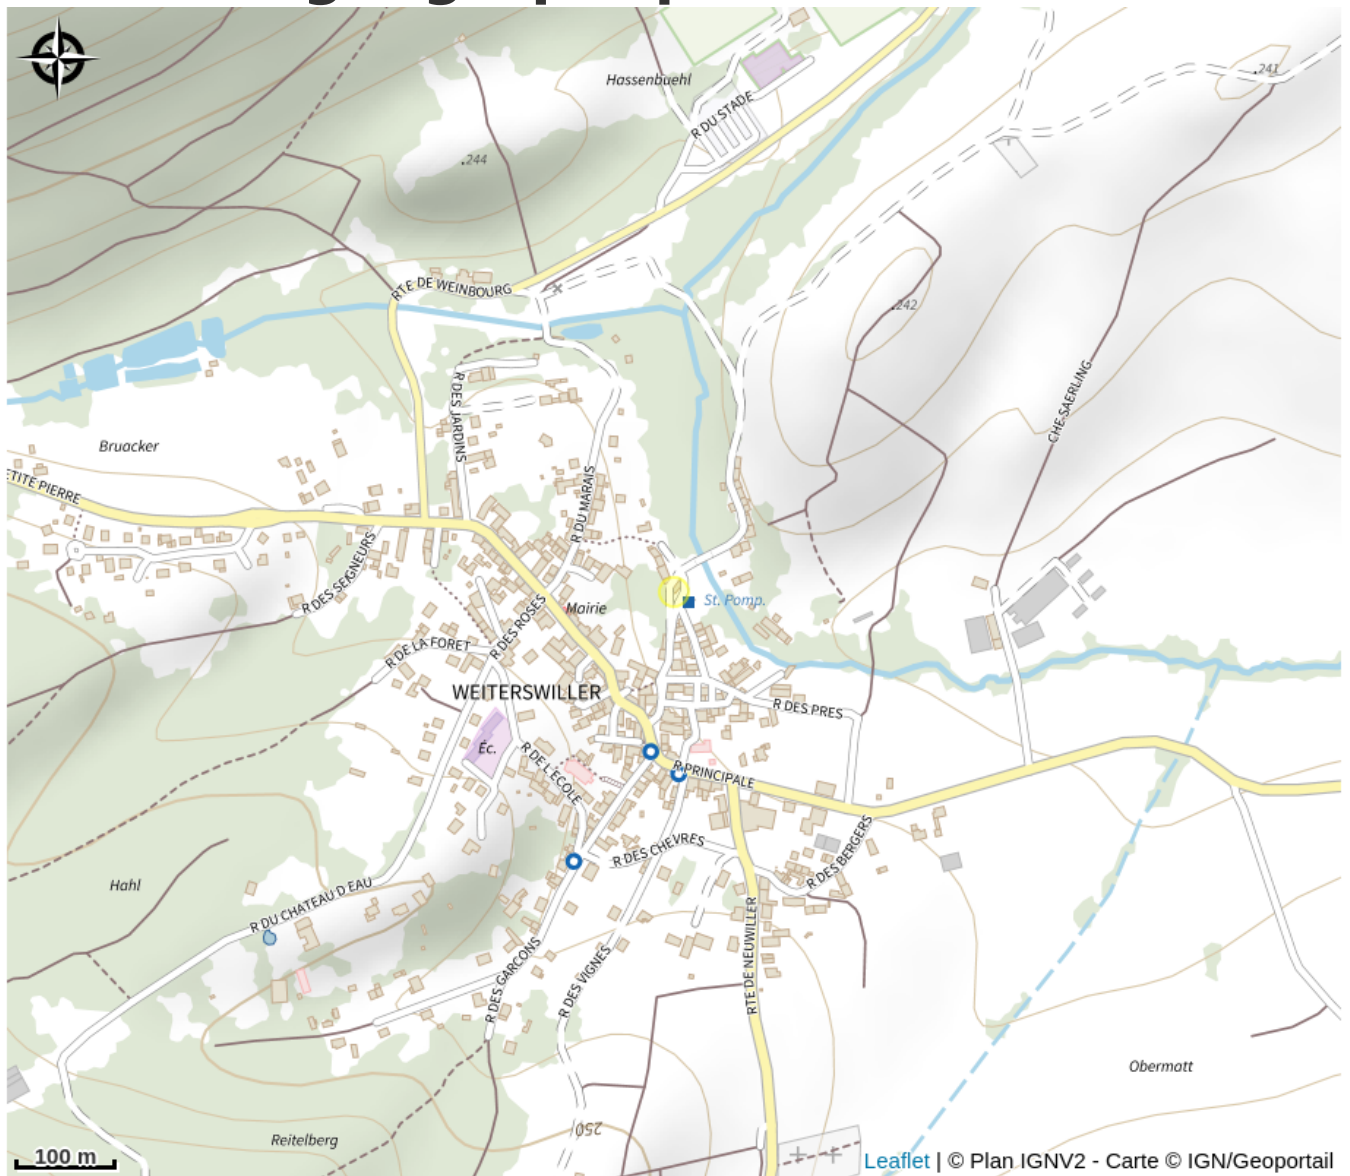 Hassenbuehl
.241
R DU STADE
.244
RTE DE WEINBOURG
.242
R DES JARDINS
CHE SAERLING
Bruacker
ETITE PIERRE
R DU MARAIS
R DES SEIGNEURS
St. Pomp.
Mairie
R DES ROSES
R DE LA FORET
WEITERSWILLER
R DES PRES
Éc.
R DE L'ECOLE
R PRINCIPALE
R DES CHEVRES
R DES BERGERS
Hahl
R DU CHATEAU D EAU
RTE DE NEUWILLER
R DES GARCONS
R DES VIGNES
Obermatt
250
Reitelberg
100 m
Leaflet | © Plan IGNV2 - Carte © IGN/Geoportail